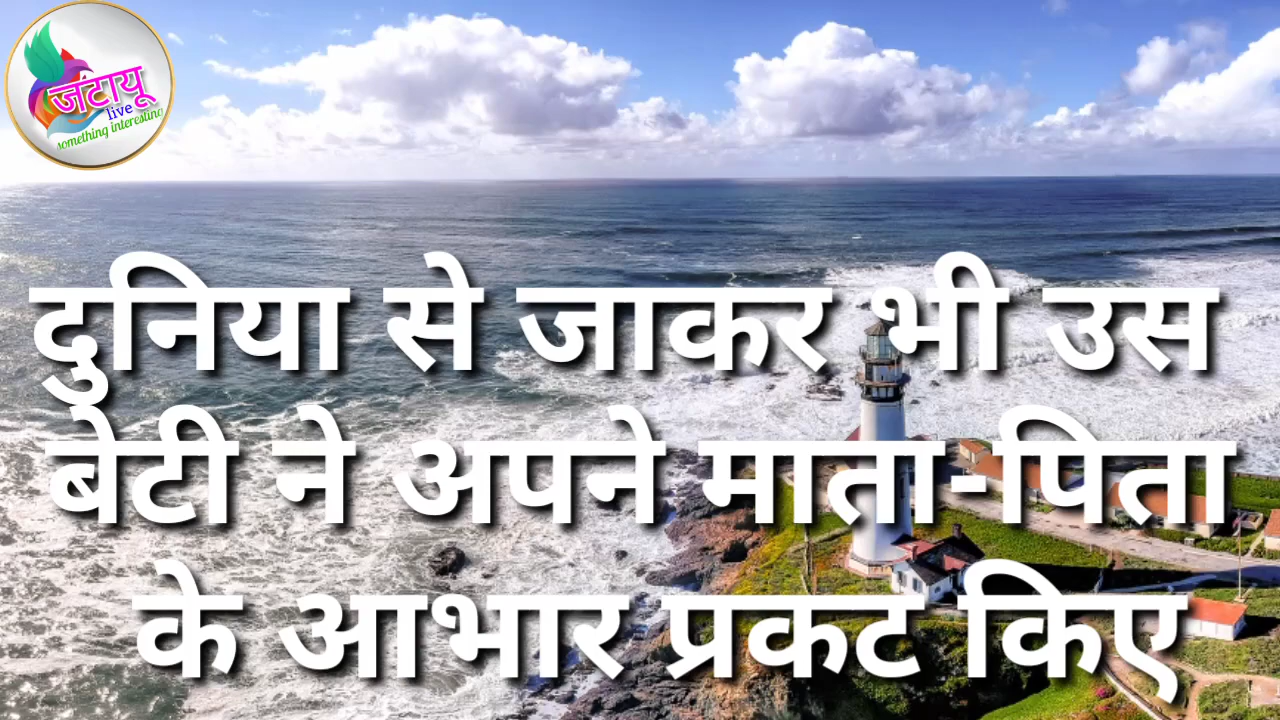 जटायू
live
something interesting
दुनिया से जाकर भी उस
बेटी ने अपने माता-पिता
के आभार प्रकट किए